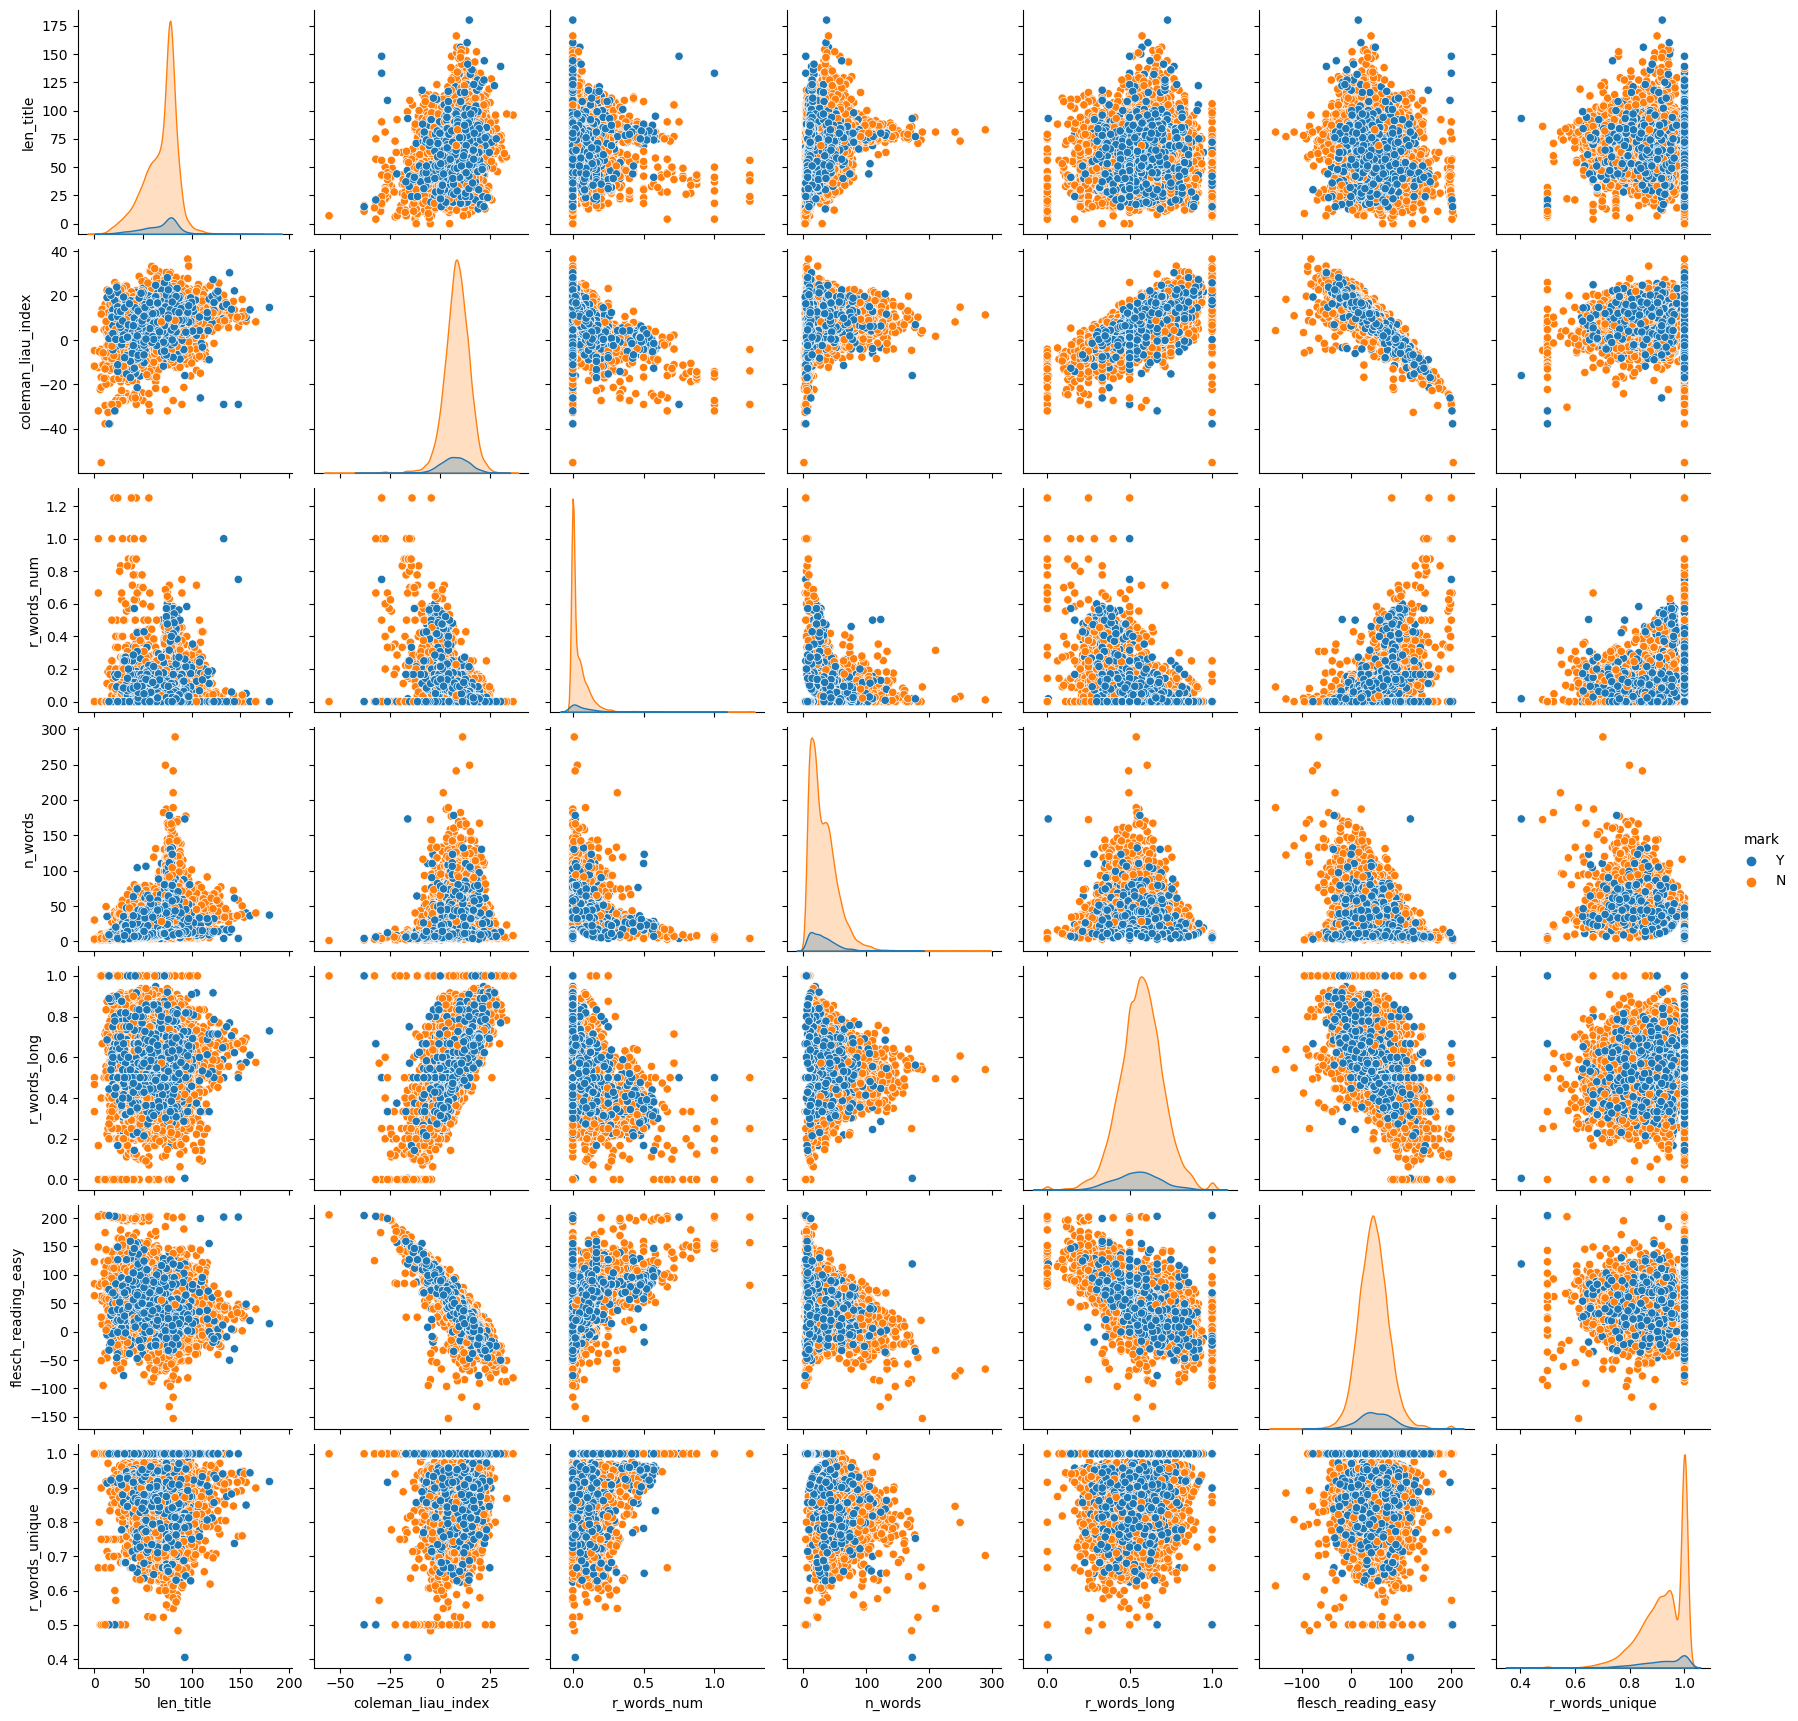 175
150
125
100
75
50
25
0
len_title
40
20
0
−20
−40
coleman_liau_index
1.2
1.0
0.8
0.6
0.4
0.2
0.0
r_words_num
300
250
200
150
100
50
0
n_words
mark
Y
N
1.0
0.8
0.6
0.4
0.2
0.0
r_words_long
200
150
100
50
0
−50
−100
−150
flesch_reading_easy
1.0
0.9
0.8
0.7
0.6
0.5
0.4
r_words_unique
0 50 100 150 200
−50 −25 0 25
0.0 0.5 1.0
0 100 200 300
0.0 0.5 1.0
−100 0 100 200
0.4 0.6 0.8 1.0
len_title coleman_liau_index r_words_num n_words r_words_long flesch_reading_easy r_words_unique